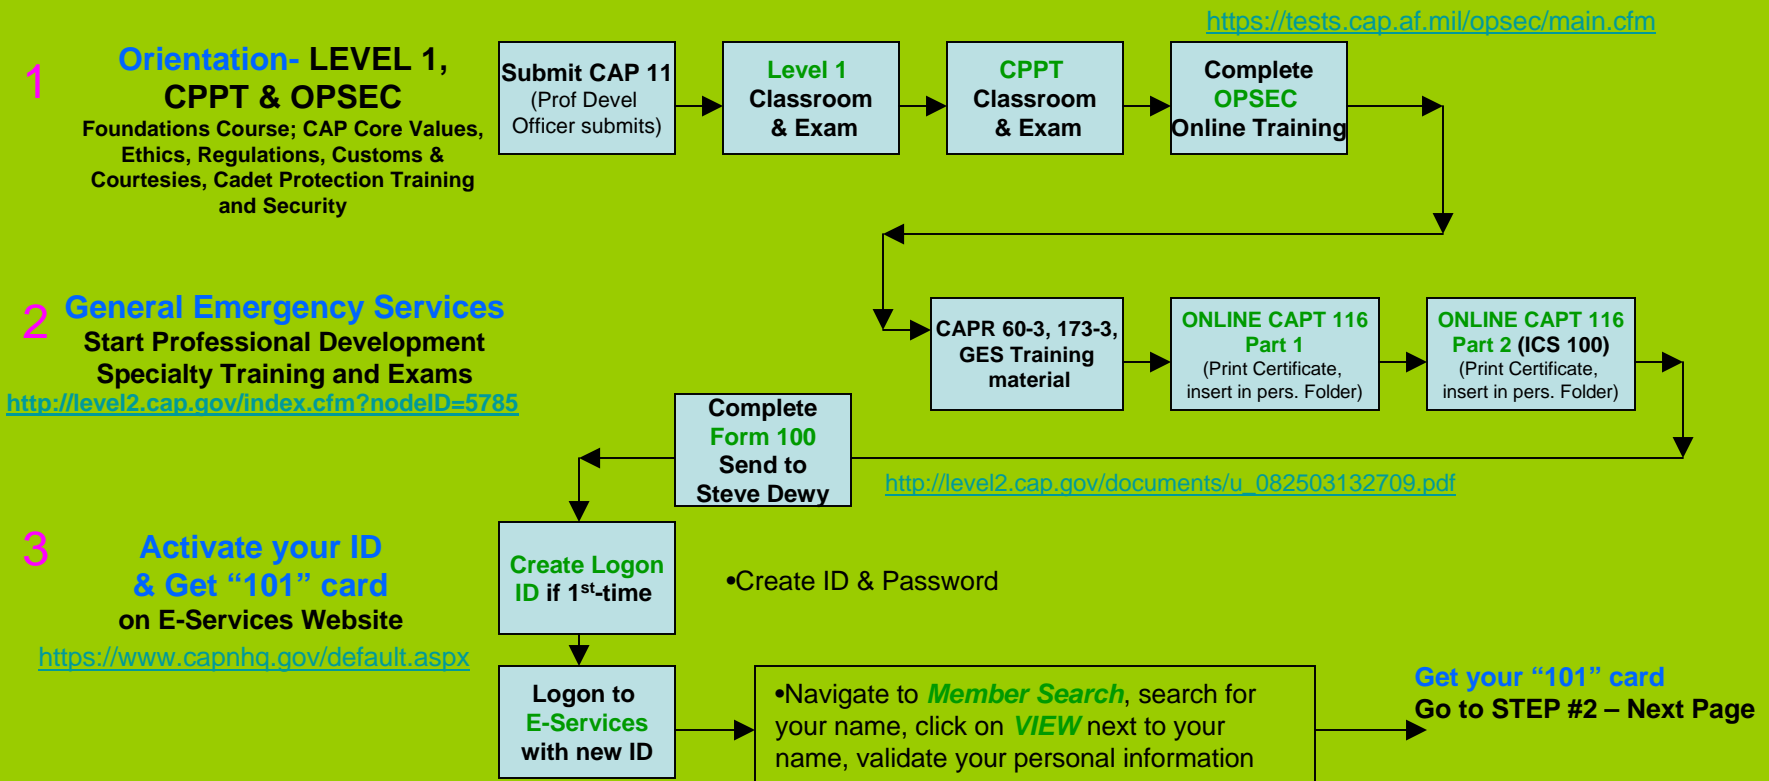 https://tests.cap.af.mil/opsec/main.cfm
1
Orientation- LEVEL 1,
CPPT & OPSEC
Foundations Course; CAP Core Values,
Ethics, Regulations, Customs &
Courtesies, Cadet Protection Training
and Security
Submit CAP 11
(Prof Devel
Officer submits)
Level 1
Classroom
& Exam
CPPT
Classroom
& Exam
Complete
OPSEC
Online Training
2
General Emergency Services
Start Professional Development
Specialty Training and Exams
http://level2.cap.gov/index.cfm?nodeID=5785
CAPR 60-3, 173-3,
GES Training
material
ONLINE CAPT 116
Part 1
(Print Certificate,
insert in pers. Folder)
ONLINE CAPT 116
Part 2 (ICS 100)
(Print Certificate,
insert in pers. Folder)
Complete
Form 100
Send to
Steve Dewy
http://level2.cap.gov/documents/u_082503132709.pdf
3
Activate your ID
& Get “101” card
on E-Services Website
https://www.capnhq.gov/default.aspx
Create Logon
ID if 1st-time
•Create ID & Password
Logon to
E-Services
with new ID
•Navigate to Member Search, search for
your name, click on VIEW next to your
name, validate your personal information
Get your “101” card
Go to STEP #2 – Next Page